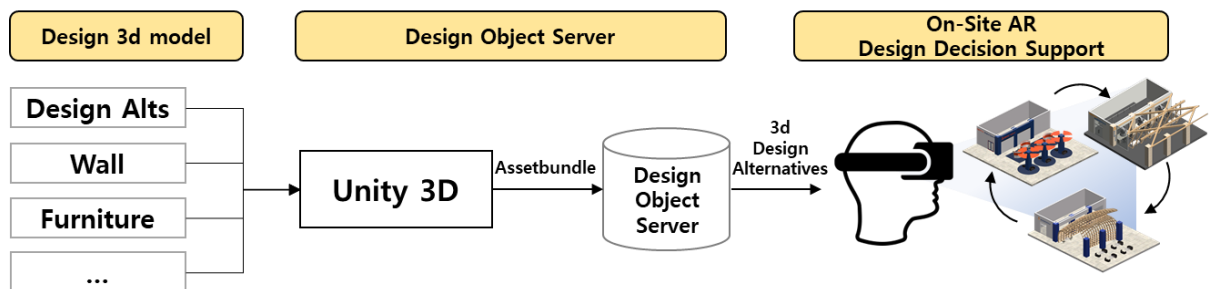 Design 3d model
Design Object Server
On-Site AR
Design Decision Support
Design Alts
Wall
Furniture
...
Unity 3D
Assetbundle
Design
Object
Server
3d
Design
Alternatives